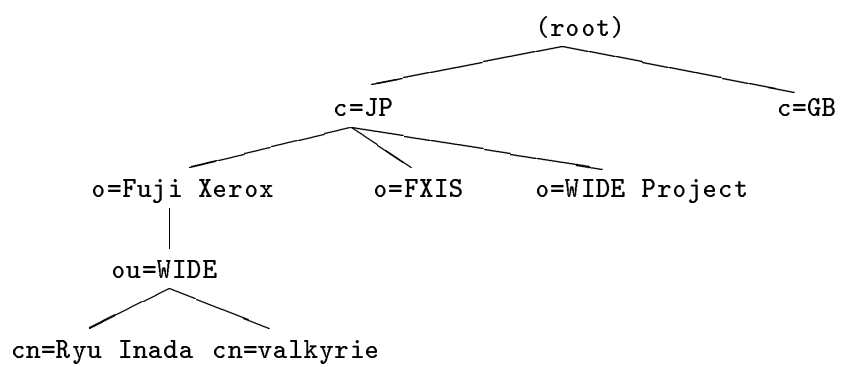 (root)
c=JP c=GB
o=Fuji Xerox o=FXIS o=WIDE Project
ou=WIDE
cn=Ryu Inada cn=valkyrie